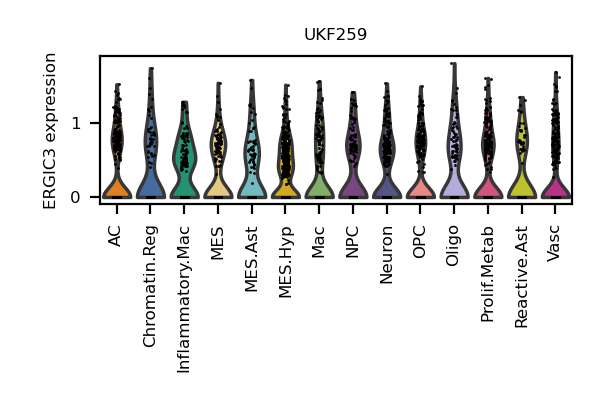 UKF259
ERGIC3 expression
1
0
AC
Chromatin.Reg
Inflammatory.Mac
MES
MES.Ast
MES.Hyp
Mac
NPC
Neuron
OPC
Oligo
Prolif.Metab
Reactive.Ast
Vasc